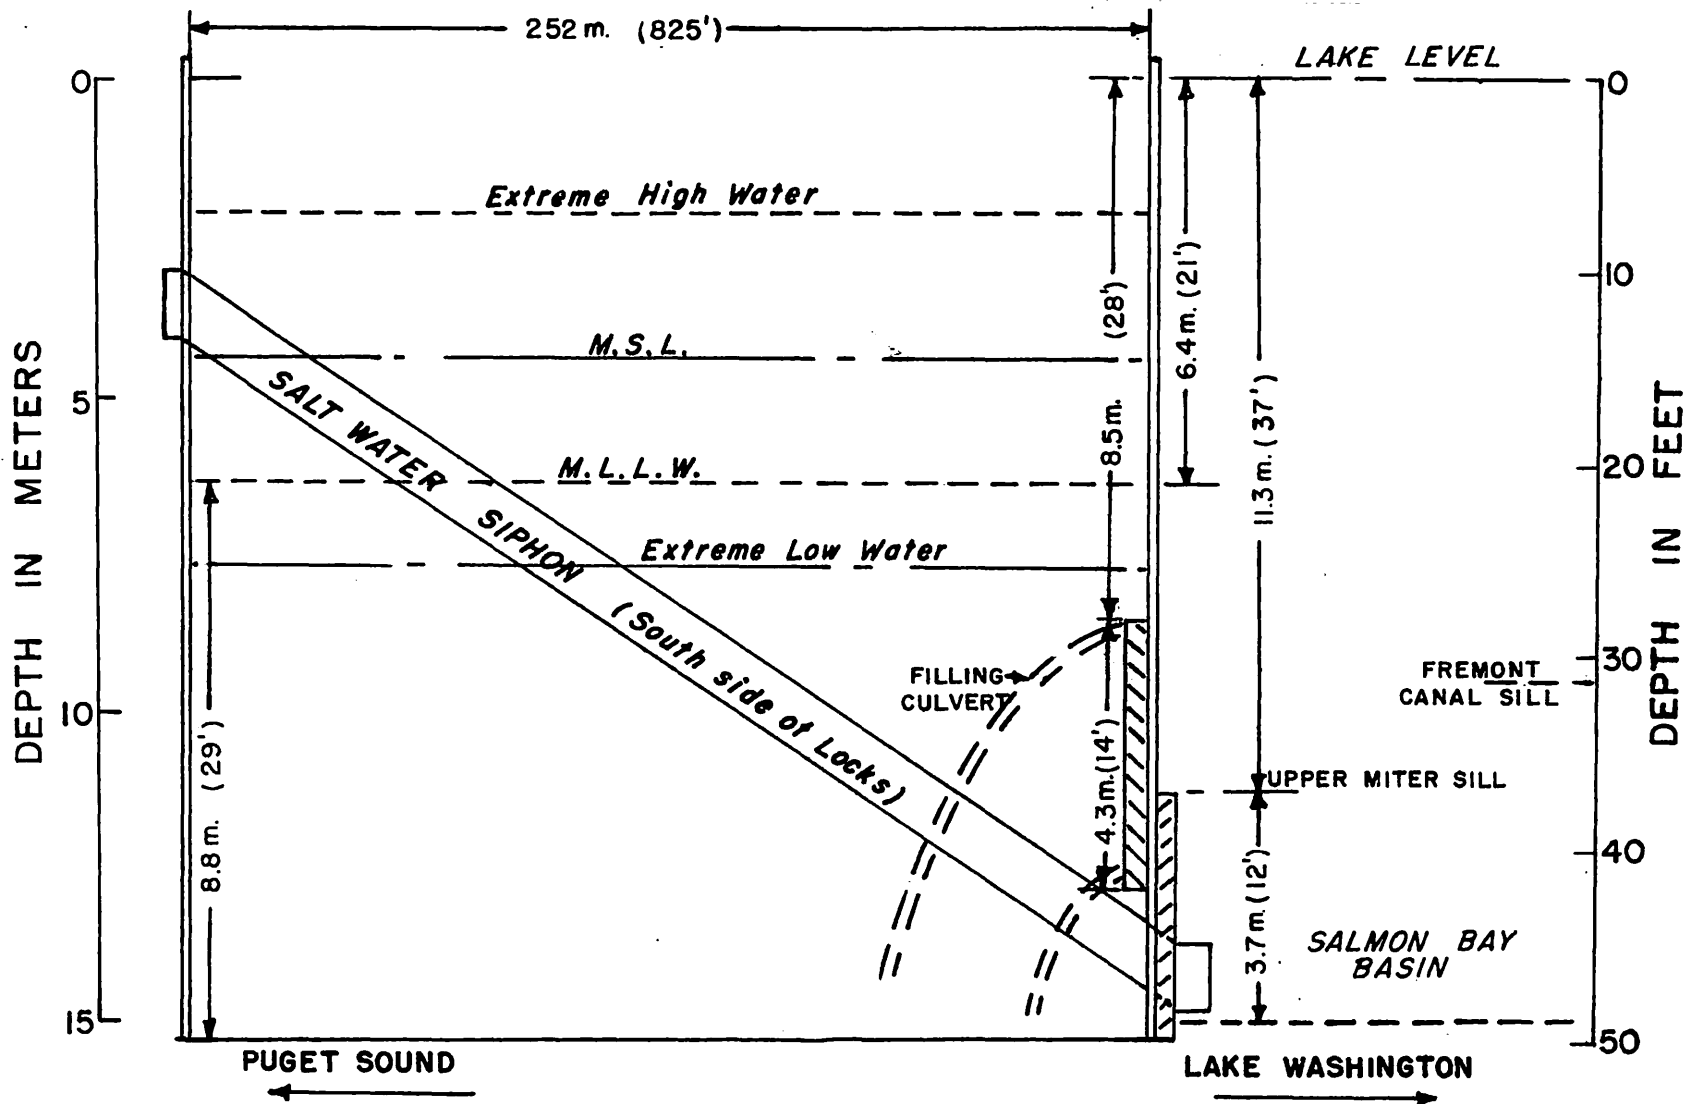 252 m. (825')
LAKE LEVEL
0
0
Extreme High Water
10
(28')
6.4 m. (21')
M.S.L.
5
SALT WATER SIPHON (South side of Locks)
11.3 m. (37')
8.5 m.
M.L.L.W.
20
Extreme Low Water
DEPTH IN METERS
DEPTH IN FEET
30
FILLING
CULVERT
FREMONT
CANAL SILL
10
8.8 m. (29')
4.3 m. (14')
UPPER MITER SILL
40
3.7 m. (12')
SALMON BAY
BASIN
15
50
PUGET SOUND
LAKE WASHINGTON